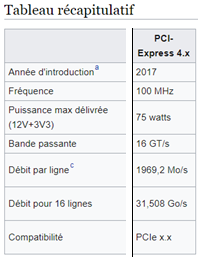 Tableau récapitulatif
PCI-
Express 4.x
Année d'introduction a
2017
Fréquence
100 MHz
Puissance max délivrée
(12V+3V3)
75 watts
Bande passante
16 GT/s
Débit par ligne c
1969,2 Mo/s
Débit pour 16 lignes
31,508 Go/s
Compatibilité
PCIe x.x